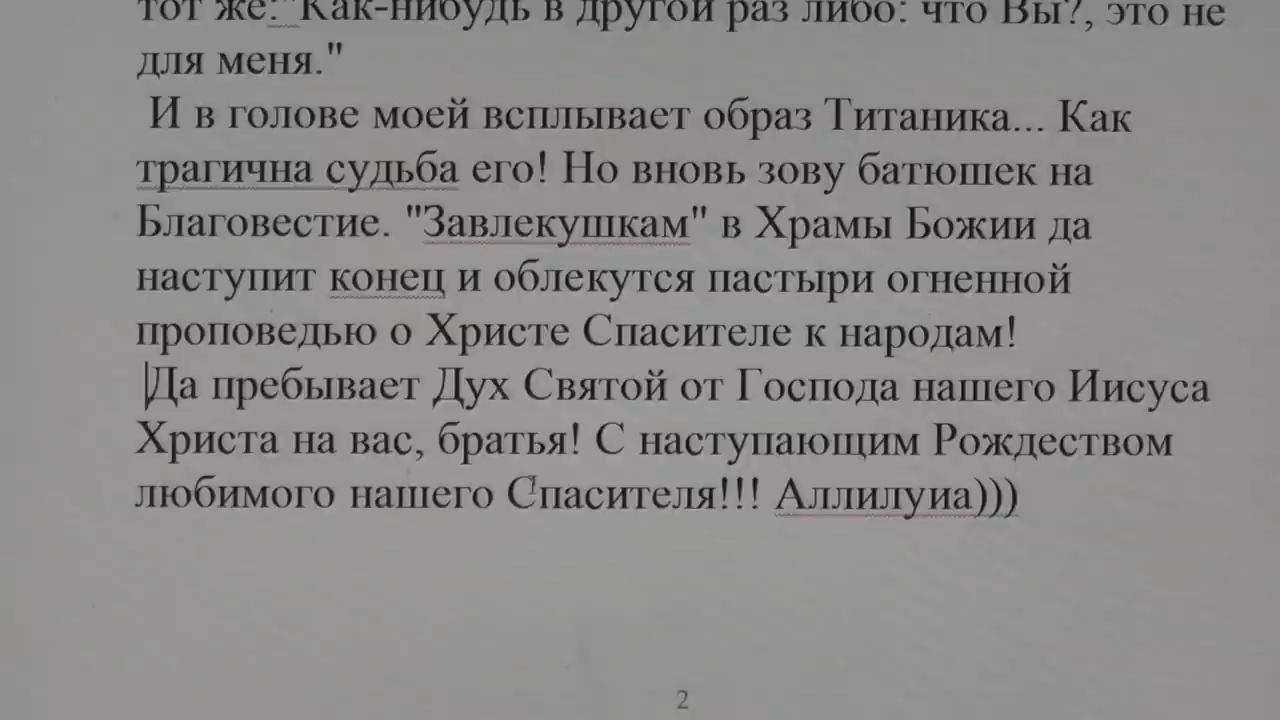 тот же:"Как-нибудь в другой раз либо: что Вы?, это не
для меня."
И в голове моей всплывает образ Титаника... Как
трагична судьба его! Но вновь зову батюшек на
Благовестие. "Завлекушкам" в Храмы Божии да
наступит конец и облекутся пастыри огненной
проповедью о Христе Спасителе к народам!
Да пребывает Дух Святой от Господа нашего Иисуса
Христа на вас, братья! С наступающим Рождеством
любимого нашего Спасителя!!! Аллилуиа)))
2